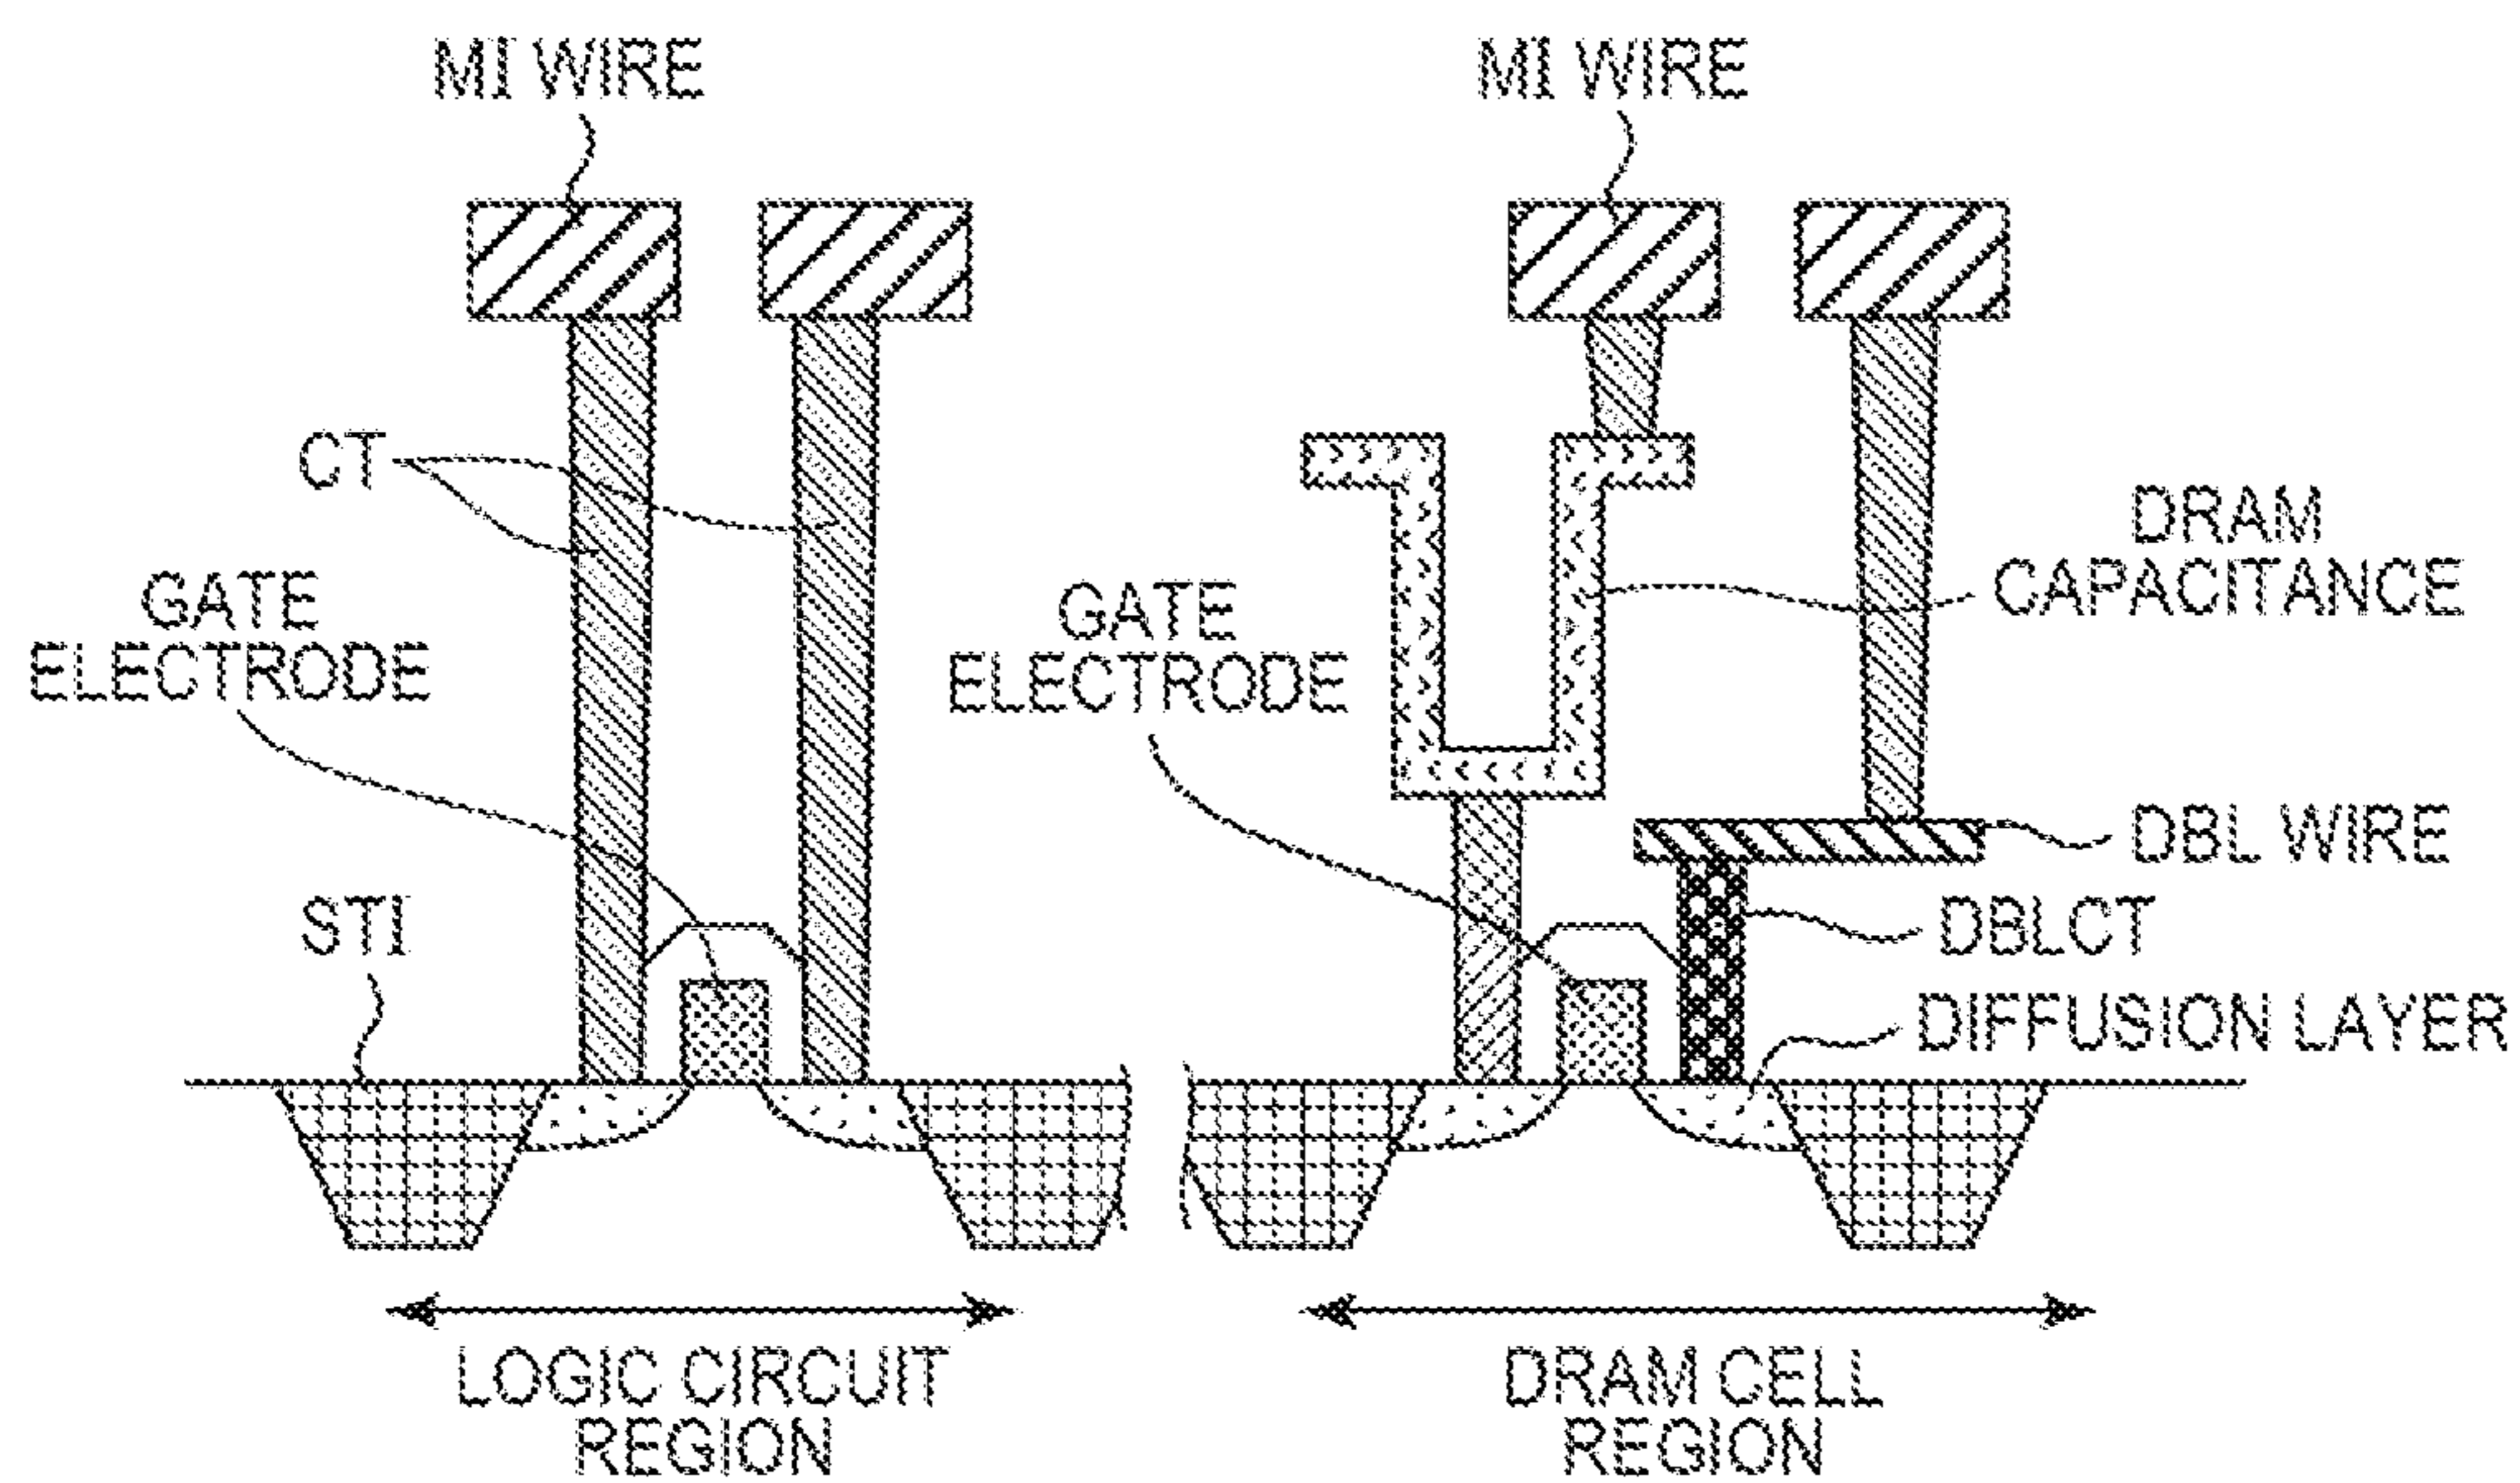 MI WIRE
MI WIRE
CT
DRAM
CAPACITANCE
GATE
ELECTRODE
GATE
ELECTRODE
DBL WIRE
STI
DBLCT
DIFFUSION LAYER
LOGIC CIRCUIT
REGION
DRAM CELL
REGION